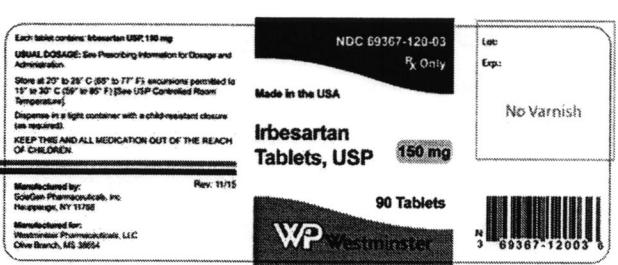 Each tablet contains: Irbesartan USP, 150 mg
USUAL DOSAGE: See Prescribing Information for Dosage and
Administration.
Store at 20° to 25° C (68° to 77° F); excursions permitted to
15° to 30° C (59° to 86° F) [See USP Controlled Room
Temperature].
Dispense in a tight container with a child-resistant closure
(as required).
KEEP THIS AND ALL MEDICATION OUT OF THE REACH
OF CHILDREN.
Manufactured by: Rev: 11/15
ScieGen Pharmaceuticals, Inc.
Hauppauge, NY 11788
Manufactured for:
Westminster Pharmaceuticals, LLC
Olive Branch, MS 38654
NDC 69367-120-03
Rx Only
Made in the USA
Irbesartan
Tablets, USP 150 mg
90 Tablets
WP Westminster
Lot:
Exp.:
No Varnish
N
3 69367-12003 6